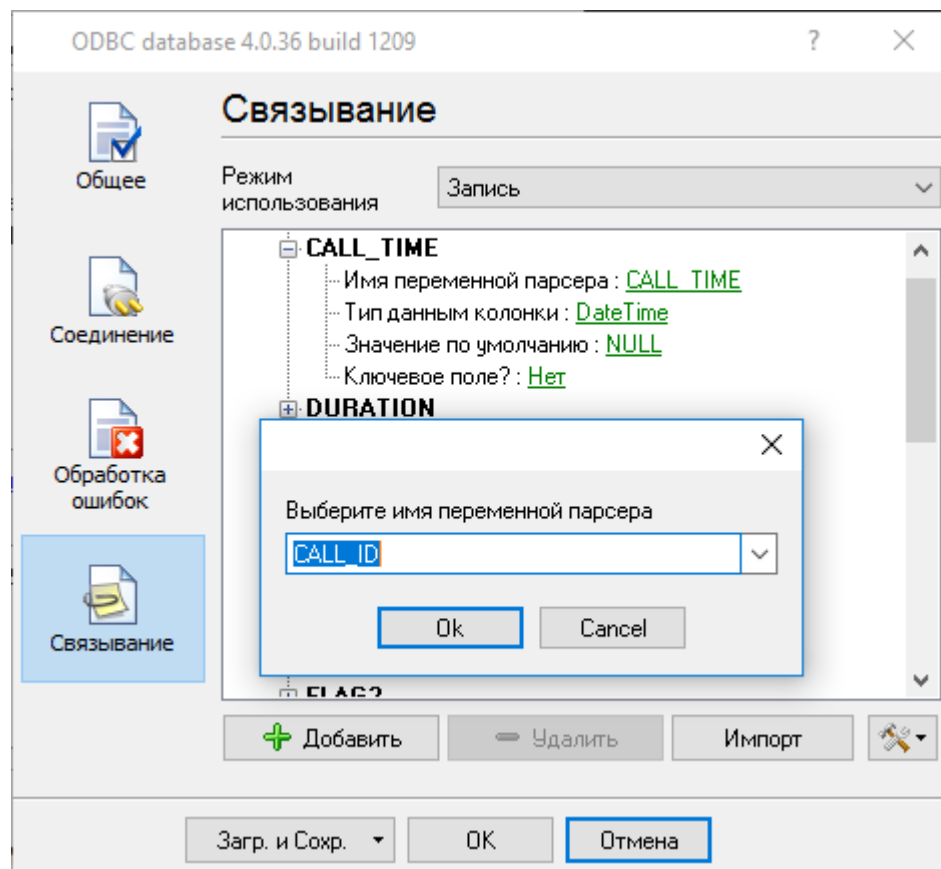 ODBC database 4.0.36 build 1209
?
Общее
Соединение
Обработка
ошибок
Связывание
Связывание
Режим
использования
Запись
CALL_TIME
Имя переменной парсера : CALL_TIME
Тип данным колонки : DateTime
Значение по умолчанию : NULL
Ключевое поле? : Нет
DURATION
Выберите имя переменной парсера
CALL_ID
Ok
Cancel
FLAG2
Добавить
Удалить
Импорт
Загр. и Сохр.
OK
Отмена